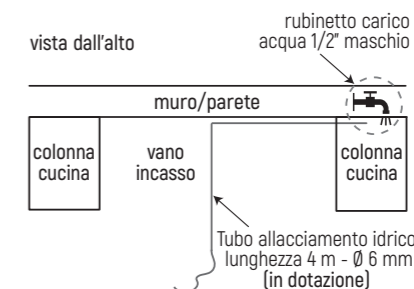 rubinetto carico
acqua 1/2" maschio
vista dall'alto
muro/parete
colonna
cucina
vano
incasso
colonna
cucina
Tubo allacciamento idrico
lunghezza 4 m - Ø 6 mm
(in dotazione)